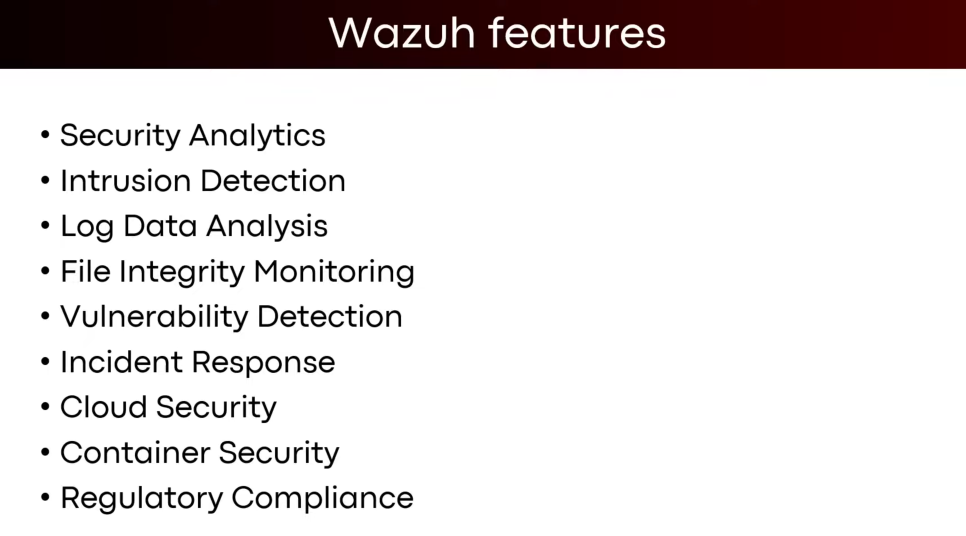 Wazuh features
• Security Analytics
• Intrusion Detection
• Log Data Analysis
• File Integrity Monitoring
• Vulnerability Detection
• Incident Response
• Cloud Security
• Container Security
• Regulatory Compliance